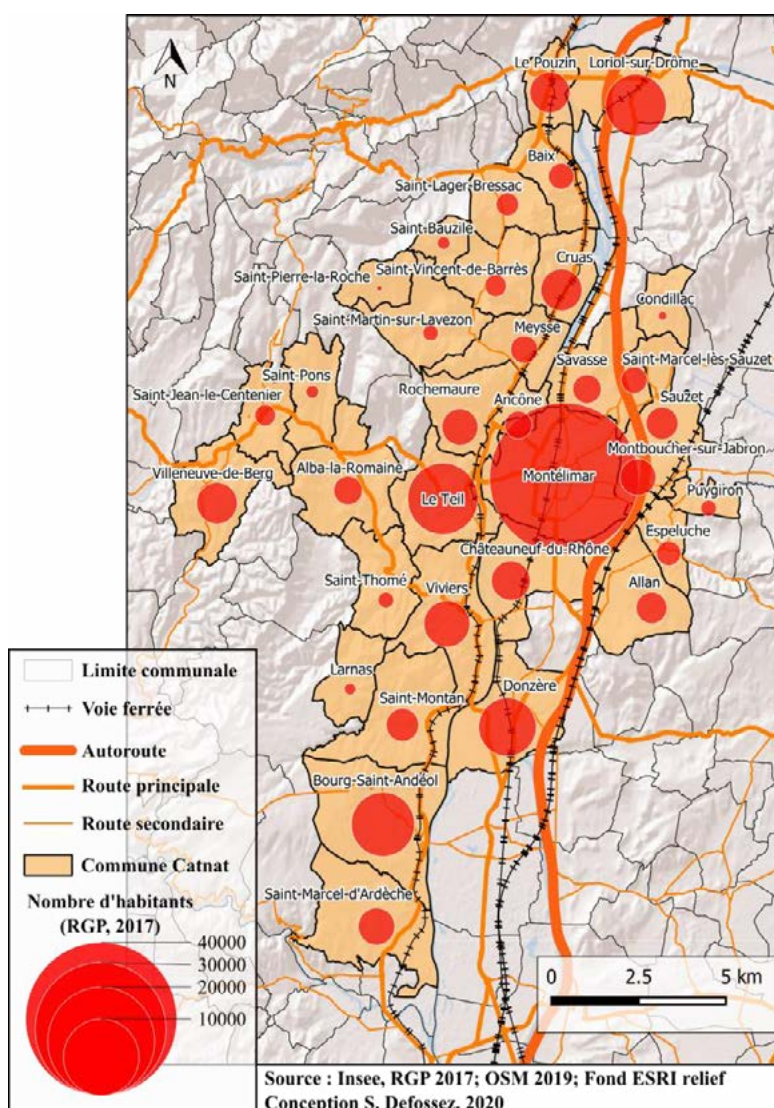 N
Le Pouzin
Loriol-sur-Drôme
Baix
Saint-Lager-Bressac
Saint-Bauzile
Cruas
Saint-Pierre-la-Roche
Saint-Vincent-de-Barrès
Condillac
Saint-Martin-sur-Lavezon
Meysse
Savasse
Saint-Marcel-lès-Sauzet
Saint-Pons
Saint-Jean-le-Centenier
Rochemaure
Ancône
Sauzet
Montboucher-sur-Jabron
Villeneuve-de-Berg
Alba-la-Romaine
Le Teil
Montélimar
Puygiron
Espeluche
Châteauneuf-du-Rhône
Saint-Thomé
Viviers
Allan
Larnas
Saint-Montan
Donzère
Bourg-Saint-Andéol
Saint-Marcel-d'Ardèche
Limite communale
Voie ferrée
Autoroute
Route principale
Route secondaire
Commune Catnat
Nombre d'habitants
(RGP, 2017)
40000
30000
20000
10000
0 2.5 5 km
Source : Insee, RGP 2017; OSM 2019; Fond ESRI relief
Conception S. Defossez, 2020